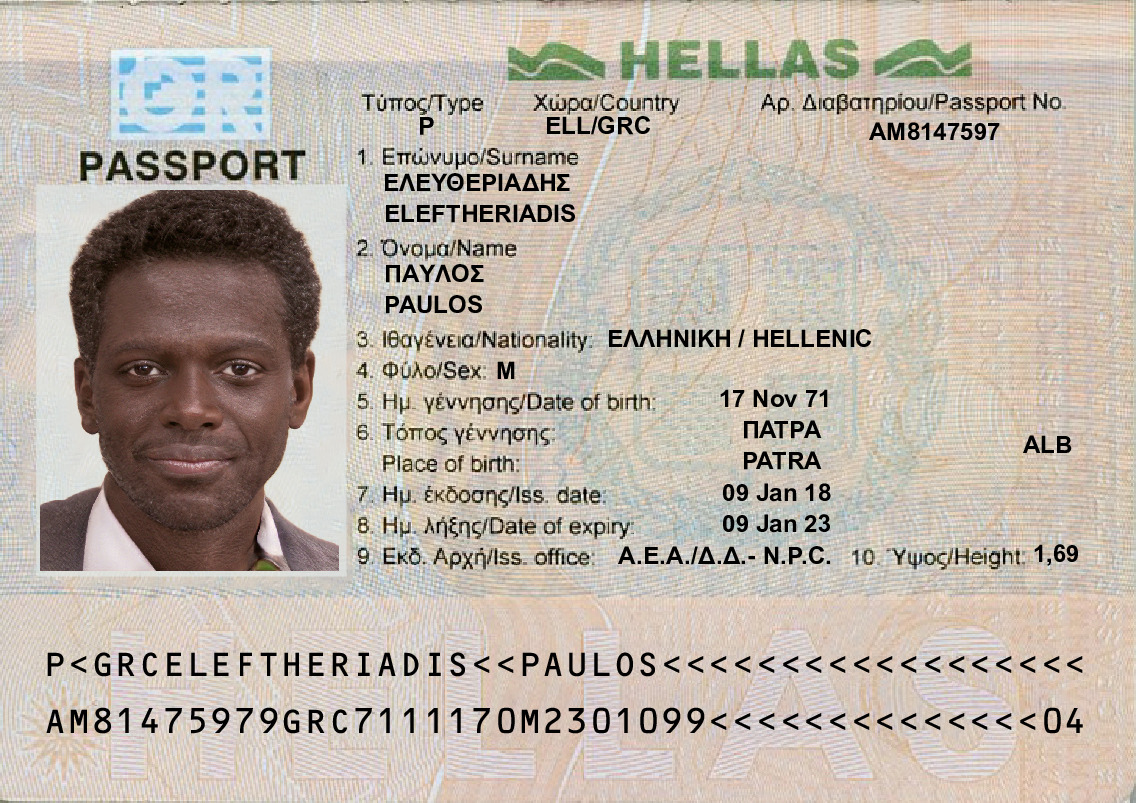 GR
HELLAS
PASSPORT
Τύπος/Type Χώρα/Country Αρ. Διαβατηρίου/Passport No.
P ELL/GRC AM8147597
1. Επώνυμο/Surname
ΕΛΕΥΘΕΡΙΑΔΗΣ
ELEFTHERIADIS
2. Όνομα/Name
ΠΑΥΛΟΣ
PAULOS
3. Ιθαγένεια/Nationality: ΕΛΛΗΝΙΚΗ / HELLENIC
4. Φύλο/Sex: M
5. Ημ. γέννησης/Date of birth: 17 Nov 71
6. Τόπος γέννησης: ΠΑΤΡΑ
Place of birth: PATRA ALB
7. Ημ. έκδοσης/Iss. date: 09 Jan 18
8. Ημ. λήξης/Date of expiry: 09 Jan 23
9. Εκδ. Αρχή/Iss. office: Α.Ε.Α./Δ.Δ.- N.P.C. 10. Ύψος/Height: 1,69
HELLAS
P<GRCELEFTHERIADIS<<PAULOS<<<<<<<<<<<<<<<<<<
AM81475979GRC7111170M2301099<<<<<<<<<<<<<<04